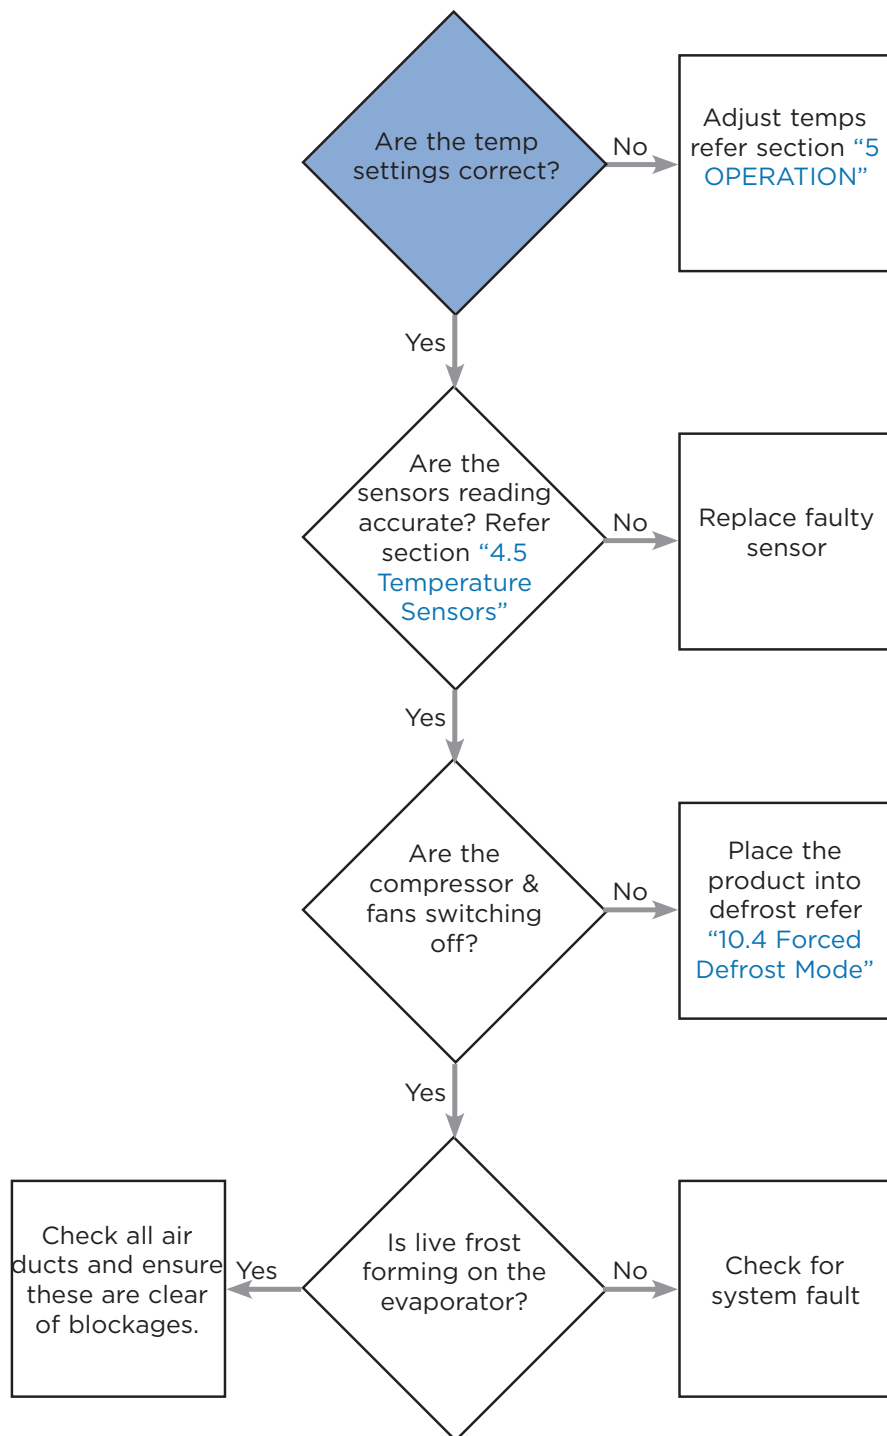 Are the temp
settings correct?
No
Adjust temps
refer section “5
OPERATION”
Yes
Are the
sensors reading
accurate? Refer
section “4.5
Temperature
Sensors”
No
Replace faulty
sensor
Yes
Are the
compressor &
fans switching
off?
No
Place the
product into
defrost refer
“10.4 Forced
Defrost Mode”
Yes
Is live frost
forming on the
evaporator?
Yes
Check all air
ducts and ensure
these are clear
of blockages.
No
Check for
system fault